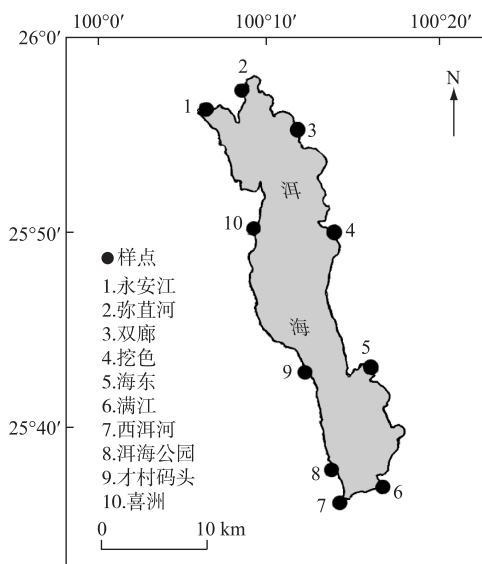 100°0′ 100°10′ 100°20′
26°0′
N
2
1
3
洱
10
4
25°50′
●样点
1.永安江
2.弥苴河
3.双廊
4.挖色
5.海东
6.满江
7.西洱河
8.洱海公园
9.才村码头
10.喜洲
海
5
9
25°40′
8
7
6
0 10 km